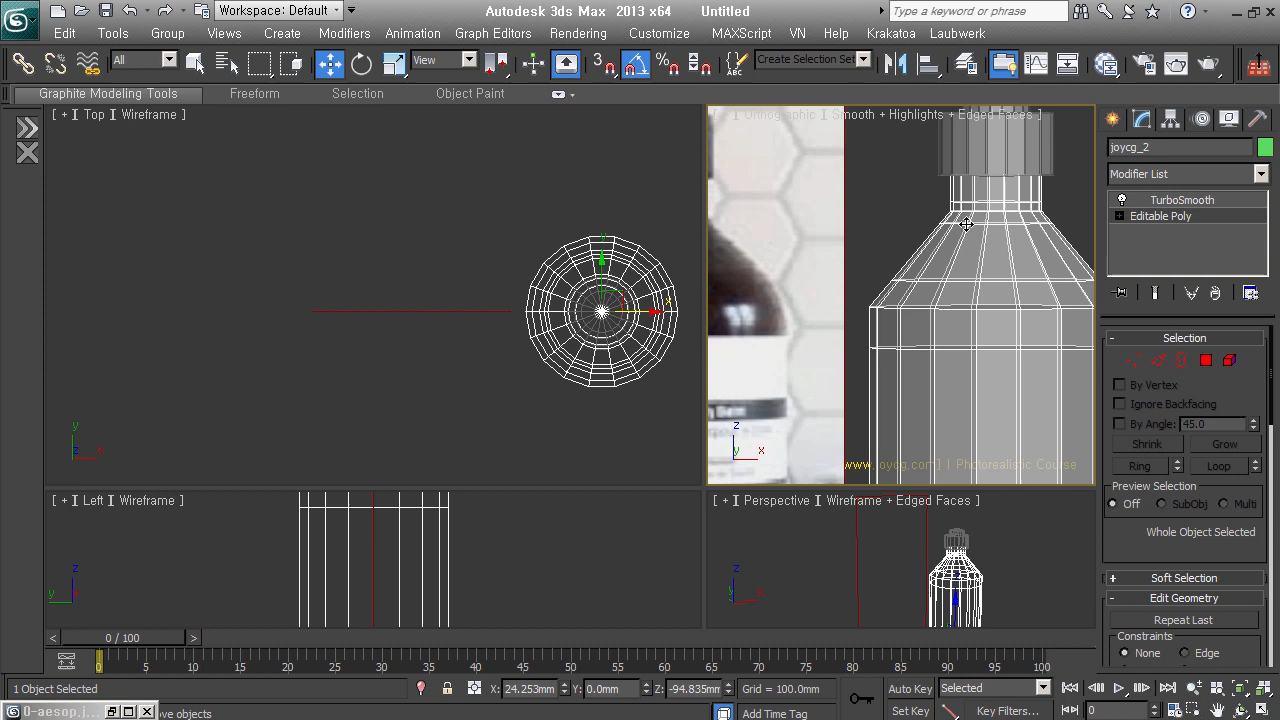 Workspace: Default
Autodesk 3ds Max 2013 x64 Untitled
Type a keyword or phrase
Edit Tools Group Views Create Modifiers Animation Graph Editors Rendering Customize MAXScript VN Help Krakatoa Laubwerk
All View 3 Create Selection Set
Graphite Modeling Tools Freeform Selection Object Paint
[ + ] Top | Wireframe ]
[ + ] Orthographic | Smooth + Highlights + Edged Faces ]
joycg_2
Modifier List
TurboSmooth
Editable Poly
y
x
y
z x
z
y x
www.joycg.com] | Photorealistic Course
- Selection
By Vertex
Ignore Backfacing
By Angle: 45.0
Shrink Grow
Ring Loop
Preview Selection
Off SubObj Multi
Whole Object Selected
+ Soft Selection
- Edit Geometry
Repeat Last
Constraints
None Edge
[ + ] Left | Wireframe ]
[ + ] Perspective | Wireframe + Edged Faces ]
z
y x
z
y x
< 0 / 100 >
0 5 10 15 20 25 30 35 40 45 50 55 60 65 70 75 80 85 90 95 100
1 Object Selected X: 24.253mm Y: 0.0mm Z: -94.835mm Grid = 100.0mm Auto Key Selected
0-aesop.j... ove objects Add Time Tag Set Key Key Filters... 0